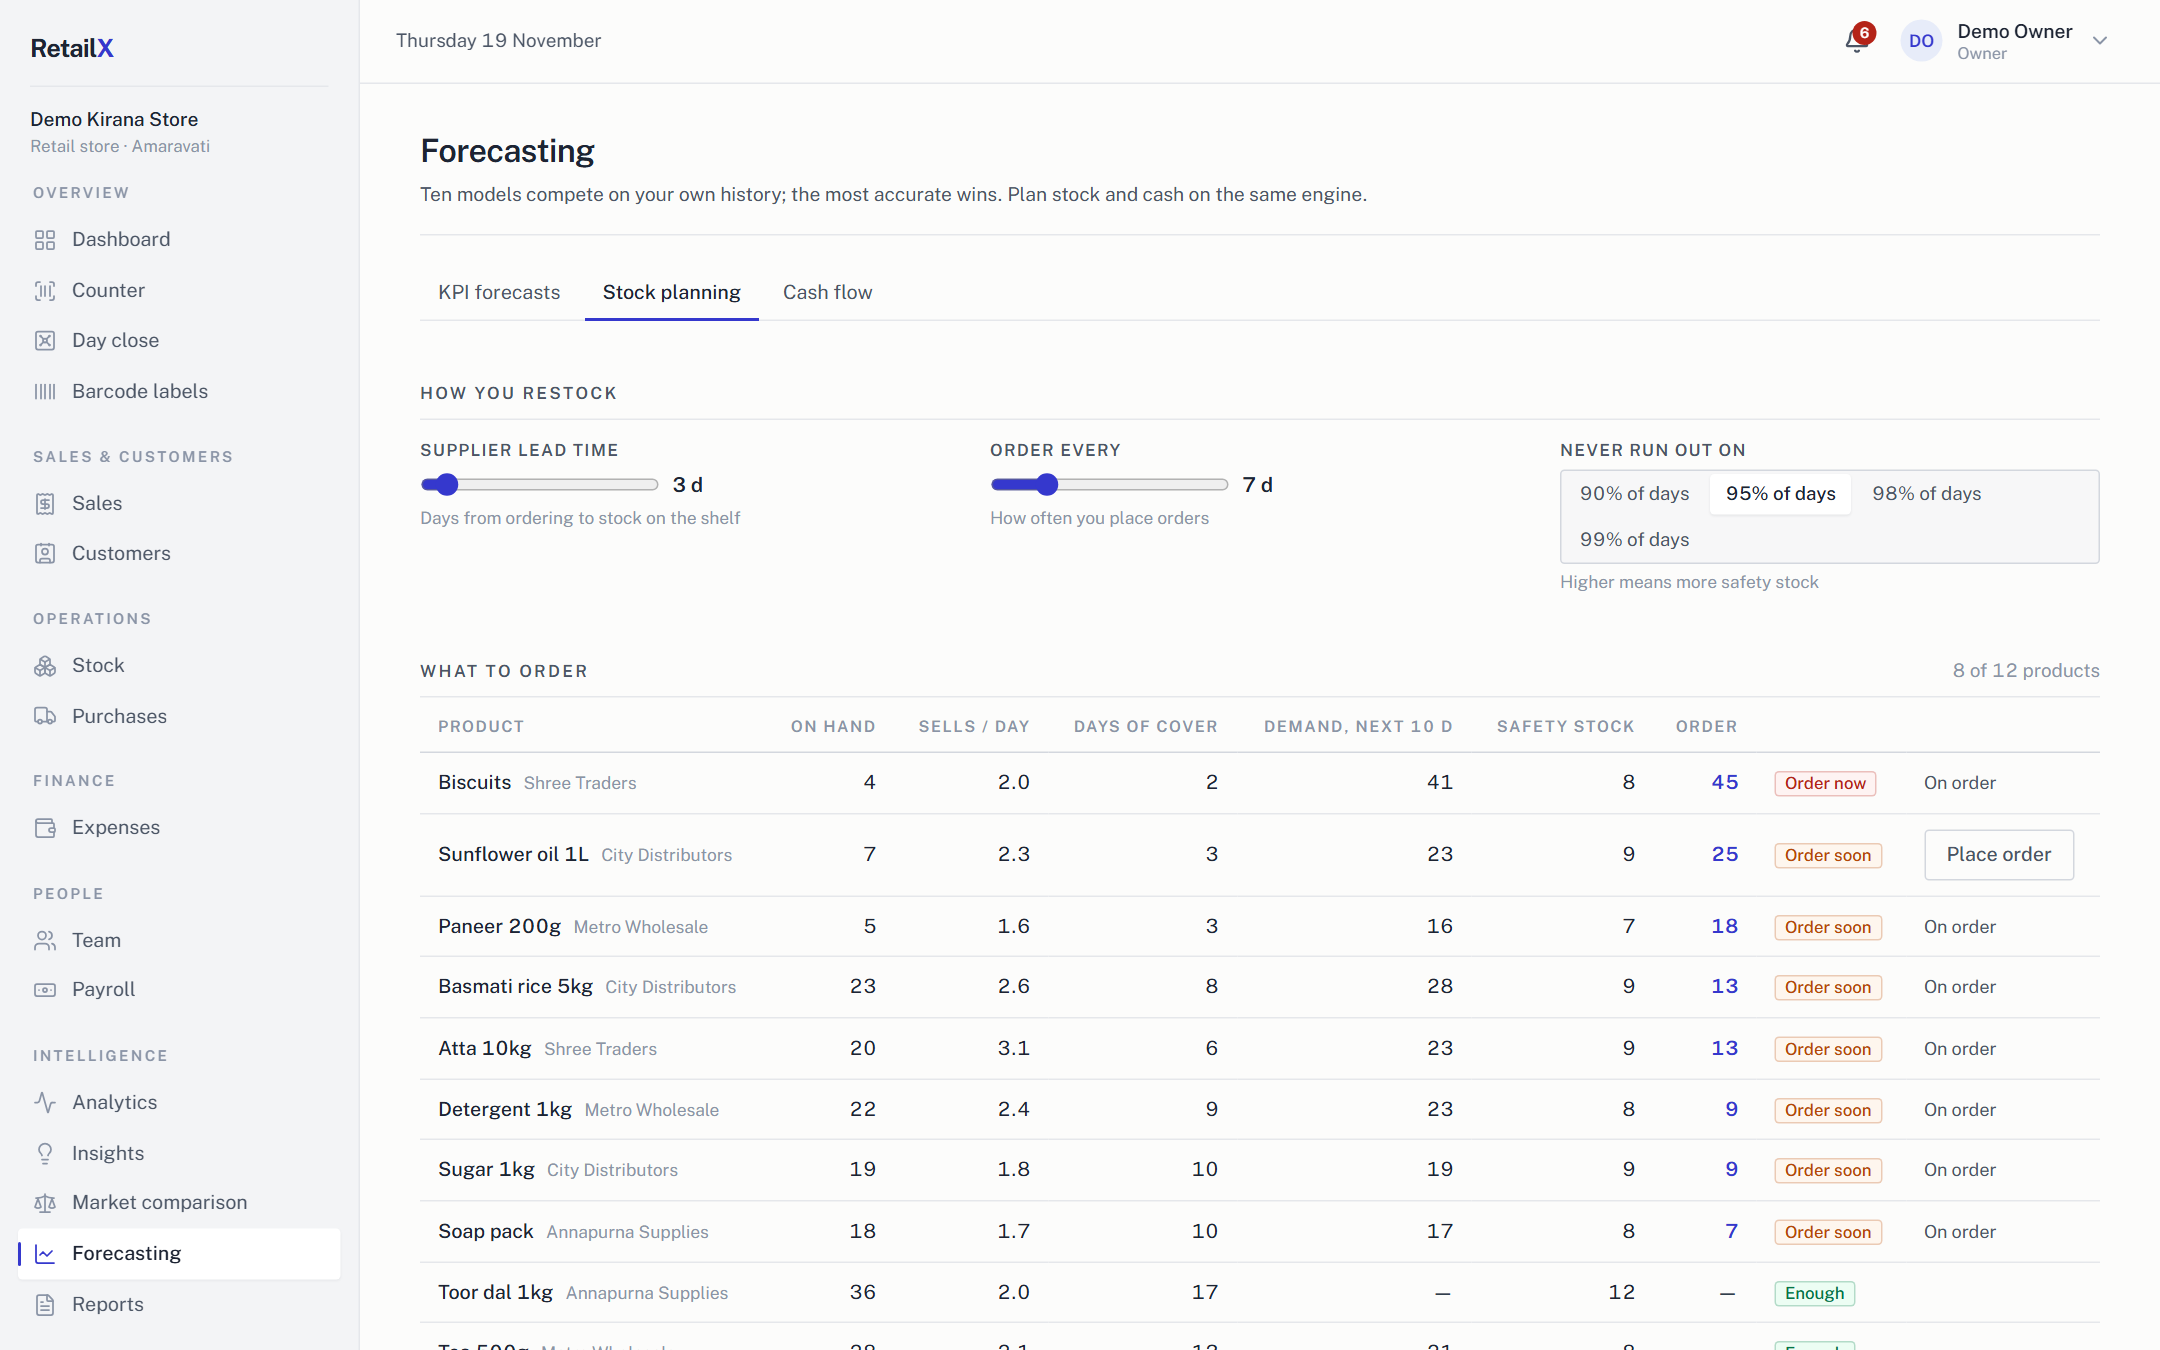 RetailX
Demo Kirana Store
Retail store · Amaravati
OVERVIEW
Dashboard
Counter
Day close
Barcode labels
SALES & CUSTOMERS
Sales
Customers
OPERATIONS
Stock
Purchases
FINANCE
Expenses
PEOPLE
Team
Payroll
INTELLIGENCE
Analytics
Insights
Market comparison
Forecasting
Reports
Thursday 19 November
6
DO
Demo Owner
Owner
Forecasting
Ten models compete on your own history; the most accurate wins. Plan stock and cash on the same engine.
KPI forecasts Stock planning Cash flow
HOW YOU RESTOCK
SUPPLIER LEAD TIME
3 d
Days from ordering to stock on the shelf
ORDER EVERY
7 d
How often you place orders
NEVER RUN OUT ON
90% of days 95% of days 98% of days
99% of days
Higher means more safety stock
WHAT TO ORDER 8 of 12 products
PRODUCT ON HAND SELLS / DAY DAYS OF COVER DEMAND, NEXT 10 D SAFETY STOCK ORDER
Biscuits Shree Traders 4 2.0 2 41 8 45 Order now On order
Sunflower oil 1L City Distributors 7 2.3 3 23 9 25 Order soon Place order
Paneer 200g Metro Wholesale 5 1.6 3 16 7 18 Order soon On order
Basmati rice 5kg City Distributors 23 2.6 8 28 9 13 Order soon On order
Atta 10kg Shree Traders 20 3.1 6 23 9 13 Order soon On order
Detergent 1kg Metro Wholesale 22 2.4 9 23 8 9 Order soon On order
Sugar 1kg City Distributors 19 1.8 10 19 9 9 Order soon On order
Soap pack Annapurna Supplies 18 1.7 10 17 8 7 Order soon On order
Toor dal 1kg Annapurna Supplies 36 2.0 17 — 12 — Enough